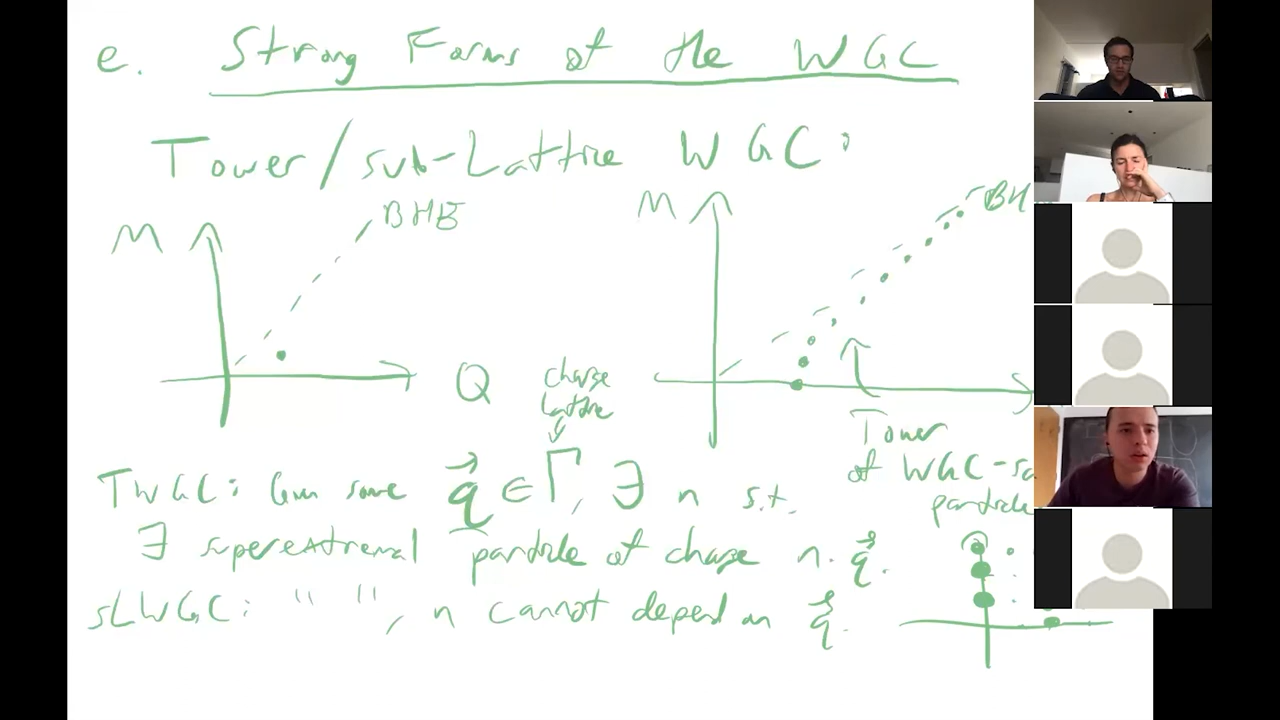 e. Strong Forms of the WGC
Tower/sub-Lattice WGC:
M
BHE
Q
M
BH
charge
lattice
Tower
of WGC-sa
particle
TWGC: Given some q⃗ ∈ Γ, ∃ n s.t.
∃ superextremal particle of charge n·q⃗.
sLWGC: " ", n cannot depend on q⃗.